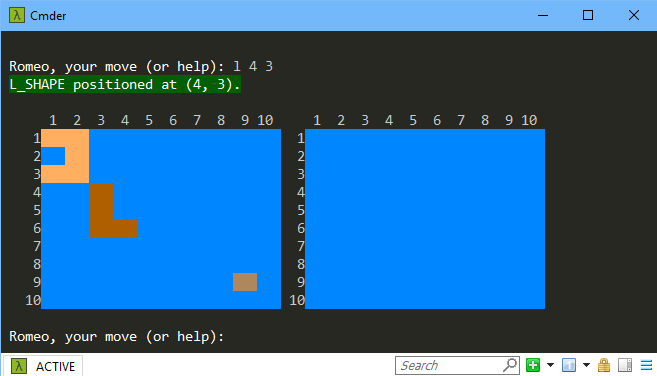 λ Cmder
Romeo, your move (or help): l 4 3
L_SHAPE positioned at (4, 3).
1 2 3 4 5 6 7 8 9 10 1 2 3 4 5 6 7 8 9 10
1 1
2 2
3 3
4 4
5 5
6 6
7 7
8 8
9 9
10 10
Romeo, your move (or help):
λ ACTIVE Search 1